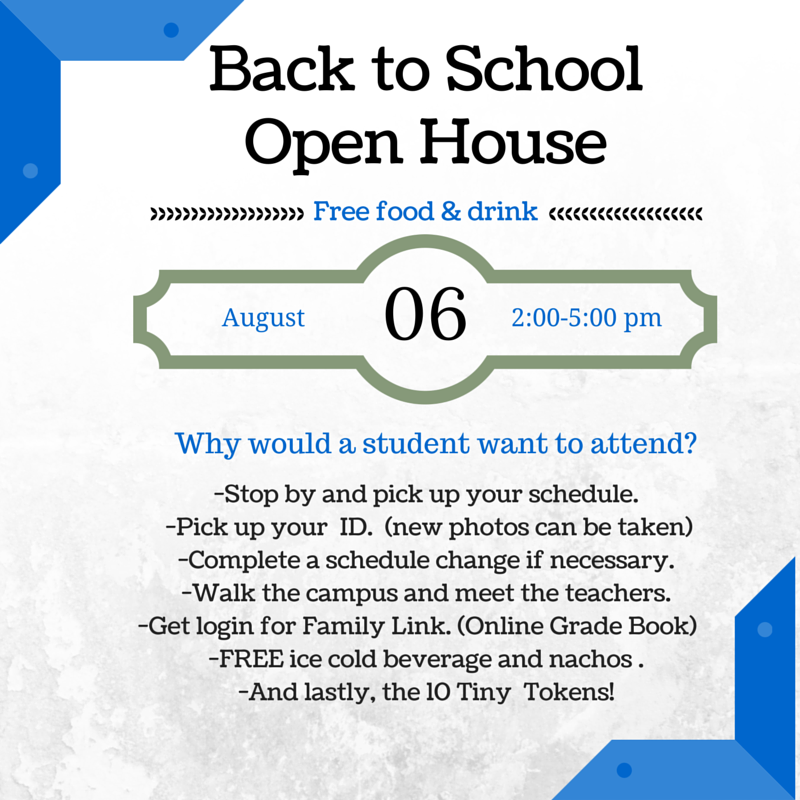 Back to School
Open House
Free food & drink
August 06 2:00-5:00 pm
Why would a student want to attend?
-Stop by and pick up your schedule.
-Pick up your ID. (new photos can be taken)
-Complete a schedule change if necessary.
-Walk the campus and meet the teachers.
-Get login for Family Link. (Online Grade Book)
-FREE ice cold beverage and nachos .
-And lastly, the 10 Tiny Tokens!